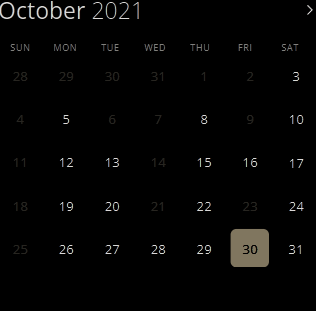 October 2021 >
SUN MON TUE WED THU FRI SAT
28 29 30 31 1 2 3
4 5 6 7 8 9 10
11 12 13 14 15 16 17
18 19 20 21 22 23 24
25 26 27 28 29 30 31